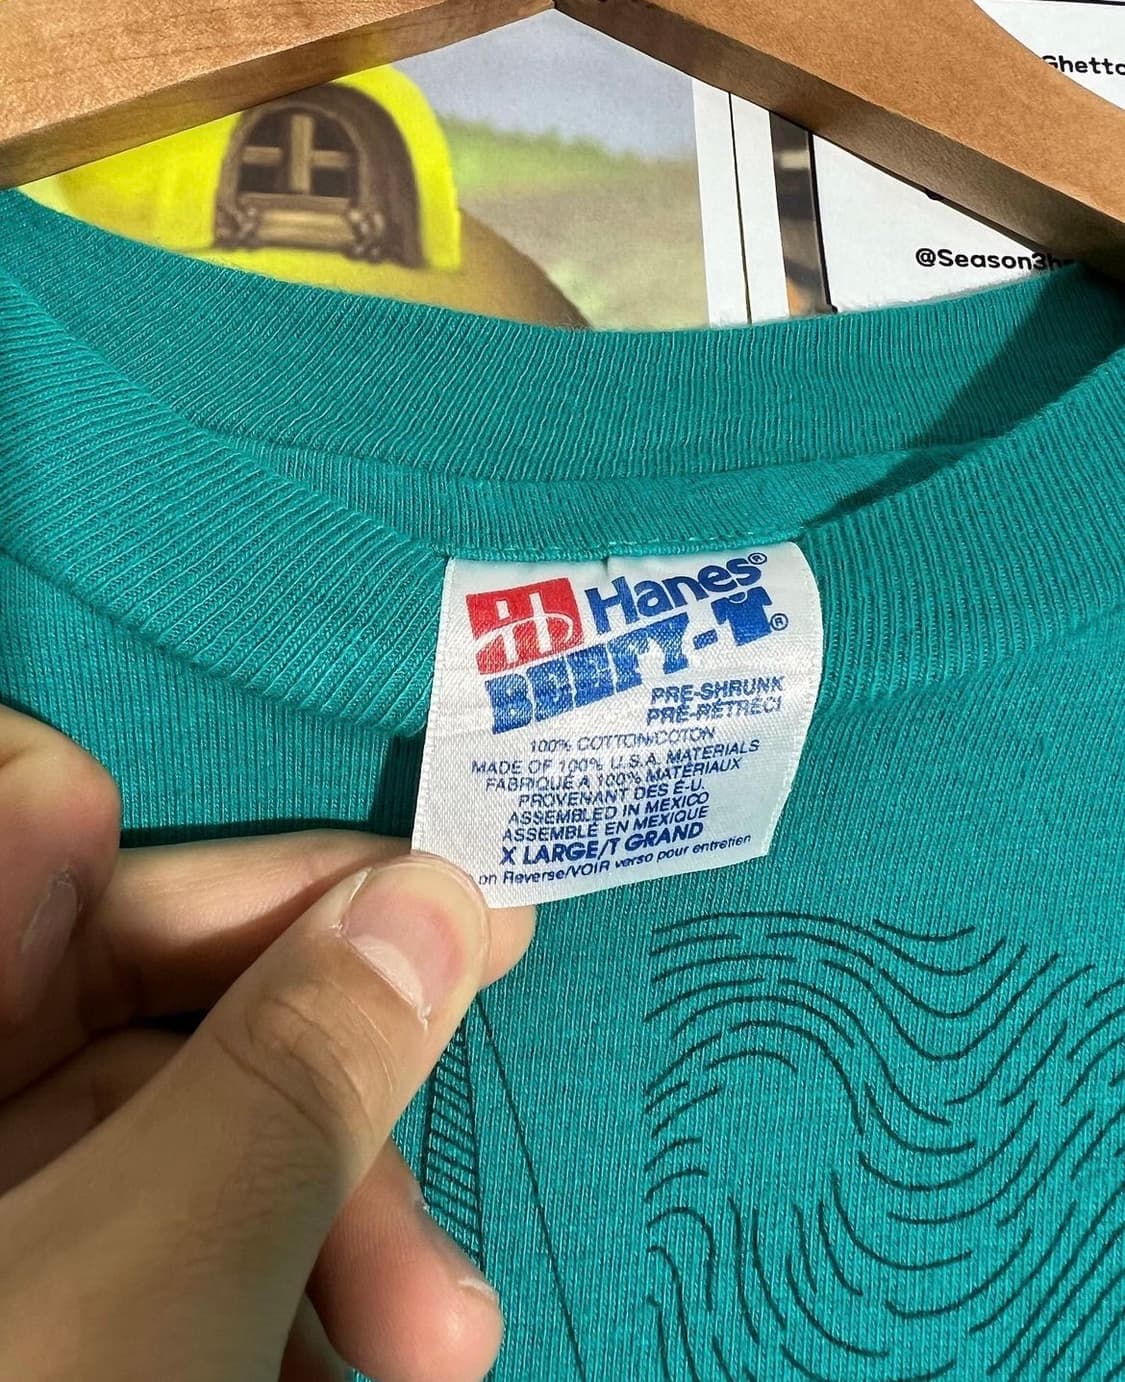 Ghetto
@Season3h
Hanes®
BEEFY-T®
PRE-SHRUNK
PRÉ-RÉTRÉCI
100% COTTON/COTON
MADE OF 100% U.S.A. MATERIALS
FABRIQUÉ A 100% MATÉRIAUX
PROVENANT DES É-U.
ASSEMBLED IN MEXICO
ASSEMBLÉ EN MEXIQUE
X LARGE/T GRAND
on Reverse/VOIR verso pour entretien